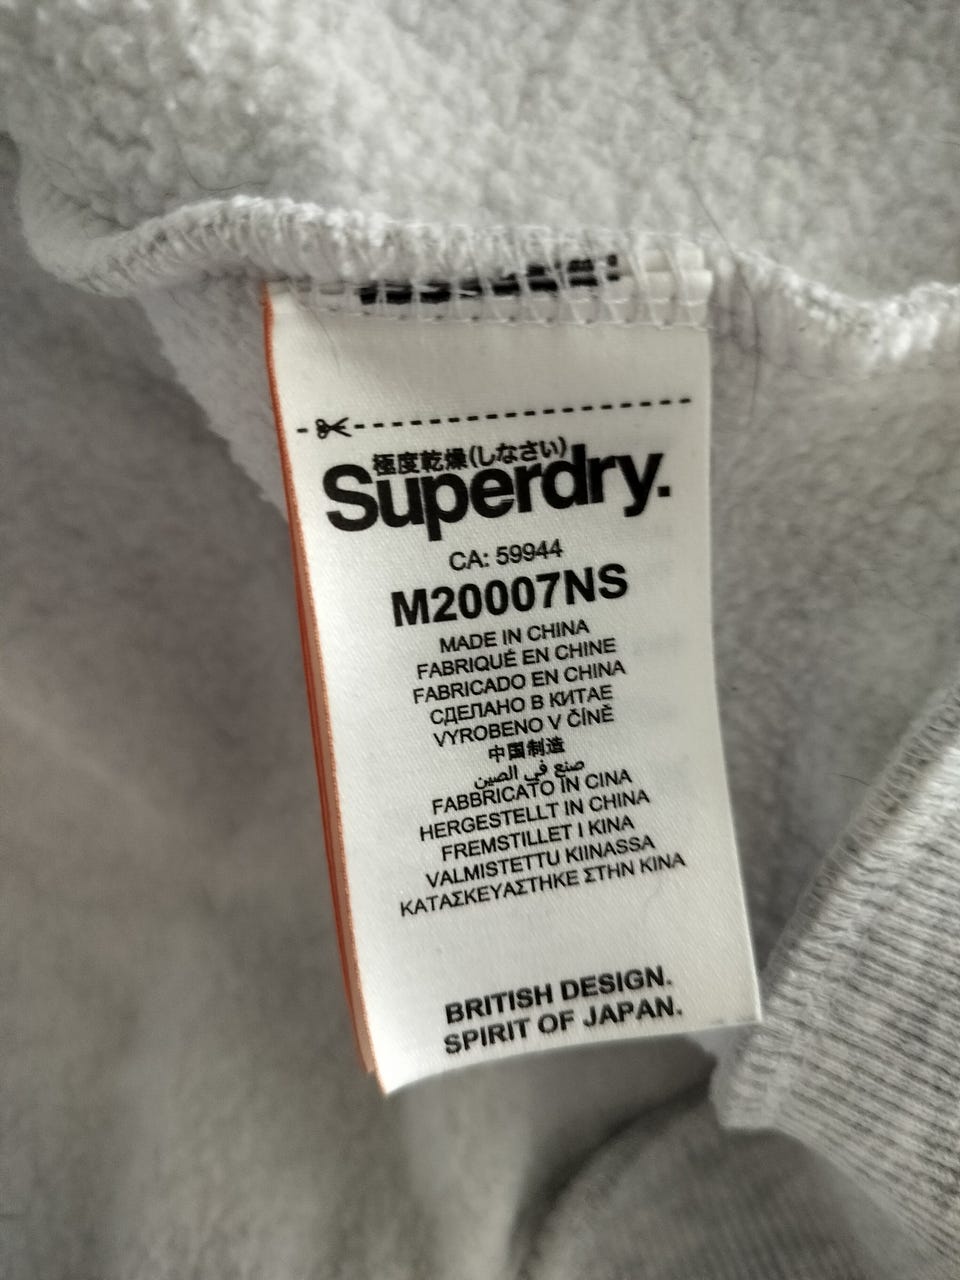 極度乾燥(しなさい)
Superdry.
CA: 59944
M20007NS
MADE IN CHINA
FABRIQUÉ EN CHINE
FABRICADO EN CHINA
СДЕЛАНО В КИТАЕ
VYROBENO V ČÍNĚ
中国制造
صنع في الصين
FABBRICATO IN CINA
HERGESTELLT IN CHINA
FREMSTILLET I KINA
VALMISTETTU KIINASSA
ΚΑΤΑΣΚΕΥΑΣΤΗΚΕ ΣΤΗΝ ΚΙΝΑ
BRITISH DESIGN.
SPIRIT OF JAPAN.